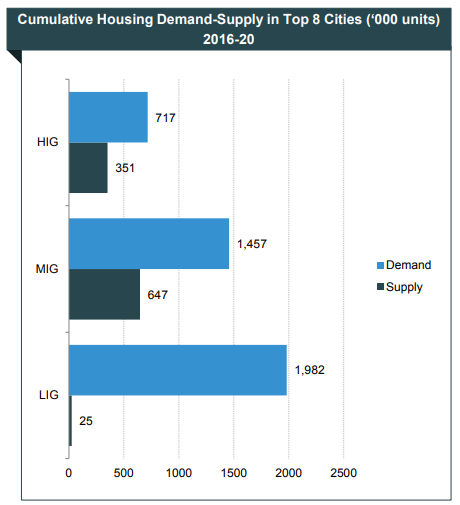 Cumulative Housing Demand-Supply in Top 8 Cities (‘000 units)
2016-20
HIG
717
351
MIG
1,457
647
LIG
1,982
25
Demand
Supply
0 500 1000 1500 2000 2500